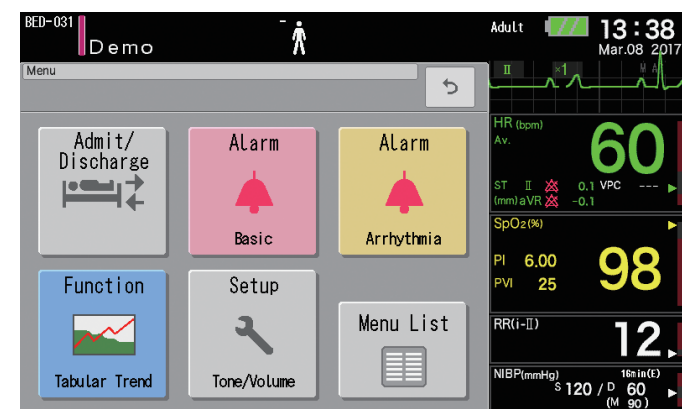 BED-031
Demo
Adult 13:38
Mar.08 2017
Menu
II ×1 M A
Admit/
Discharge
Alarm
Basic
Alarm
Arrhythmia
Function
Tabular Trend
Setup
Tone/Volume
Menu List
HR (bpm)
Av.
60
ST II 0.1 VPC ---
(mm) aVR -0.1
SpO2(%)
PI 6.00
PVI 25
98
RR(i-II)
12
NIBP(mmHg) 16min(E)
S 120 / D 60
(M 90)